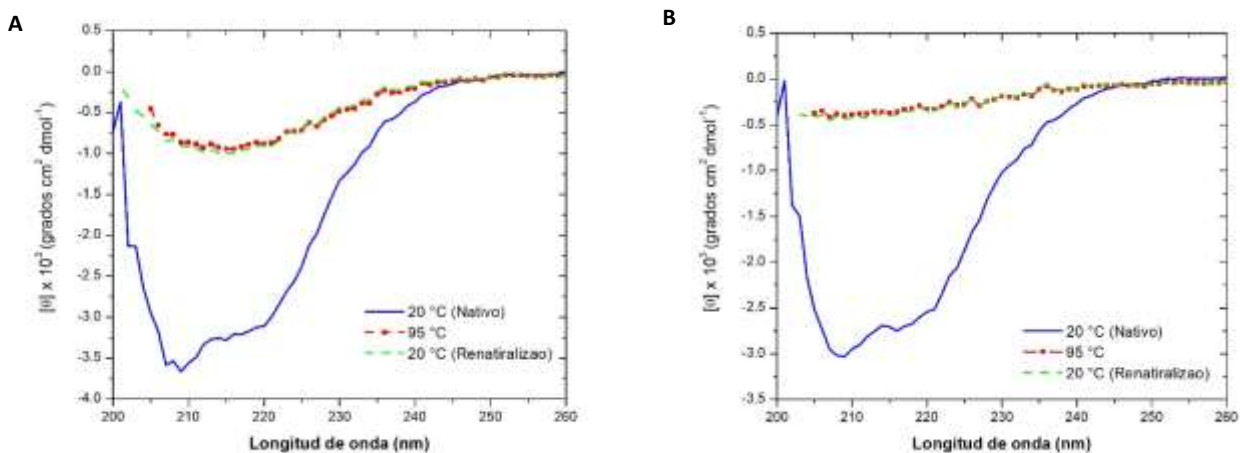 A
0.5
0.0
-0.5
-1.0
-1.5
-2.0
-2.5
-3.0
-3.5
-4.0
[θ] x 10³ (grados cm² dmol⁻¹)
20 °C (Nativo)
95 °C
20 °C (Renatiralizao)
200 210 220 230 240 250 260
Longitud de onda (nm)
B
0.5
0.0
-0.5
-1.0
-1.5
-2.0
-2.5
-3.0
-3.5
[θ] x 10³ (grados cm² dmol⁻¹)
20 °C (Nativo)
95 °C
20 °C (Renatiralizao)
200 210 220 230 240 250 260
Longitud de onda (nm)